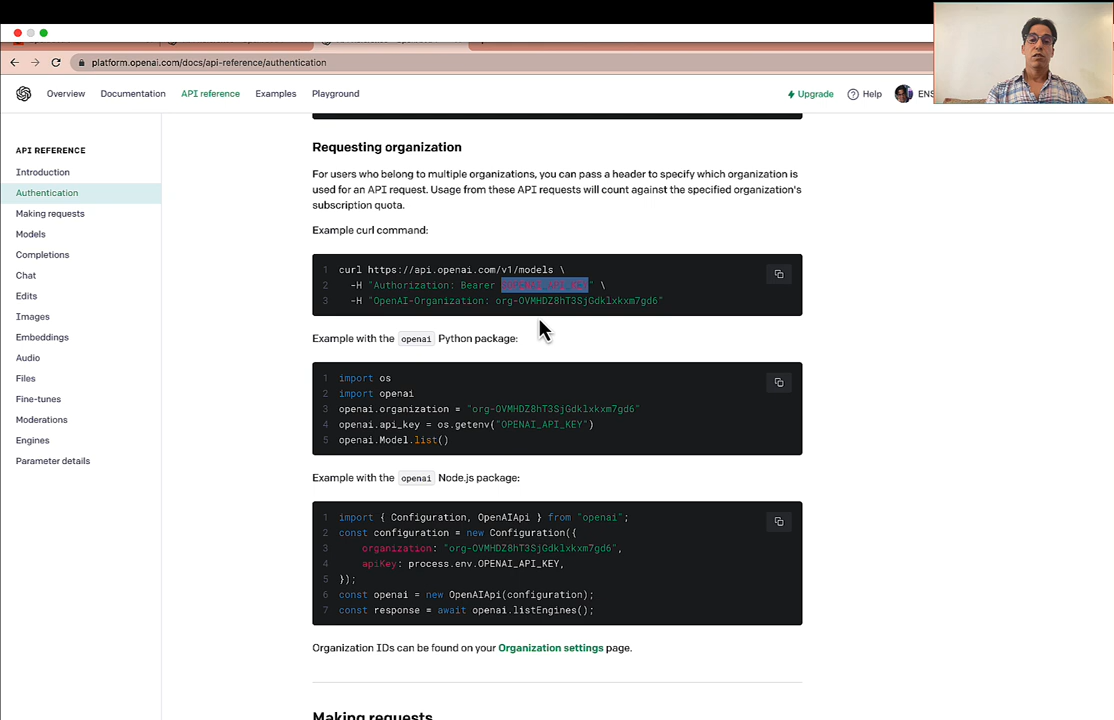 platform.openai.com/docs/api-reference/authentication
Overview Documentation API reference Examples Playground Upgrade Help ENS
API REFERENCE
Introduction
Authentication
Making requests
Models
Completions
Chat
Edits
Images
Embeddings
Audio
Files
Fine-tunes
Moderations
Engines
Parameter details
Requesting organization
For users who belong to multiple organizations, you can pass a header to specify which organization is
used for an API request. Usage from these API requests will count against the specified organization's
subscription quota.
Example curl command:
1 curl https://api.openai.com/v1/models \
2 -H "Authorization: Bearer $OPENAI_API_KEY" \
3 -H "OpenAI-Organization: org-OVMHDZ8hT3SjGdklxkxm7gd6"
Example with the openai Python package:
1 import os
2 import openai
3 openai.organization = "org-OVMHDZ8hT3SjGdklxkxm7gd6"
4 openai.api_key = os.getenv("OPENAI_API_KEY")
5 openai.Model.list()
Example with the openai Node.js package:
1 import { Configuration, OpenAIApi } from "openai";
2 const configuration = new Configuration({
3 organization: "org-OVMHDZ8hT3SjGdklxkxm7gd6",
4 apiKey: process.env.OPENAI_API_KEY,
5 });
6 const openai = new OpenAIApi(configuration);
7 const response = await openai.listEngines();
Organization IDs can be found on your Organization settings page.
Making requests